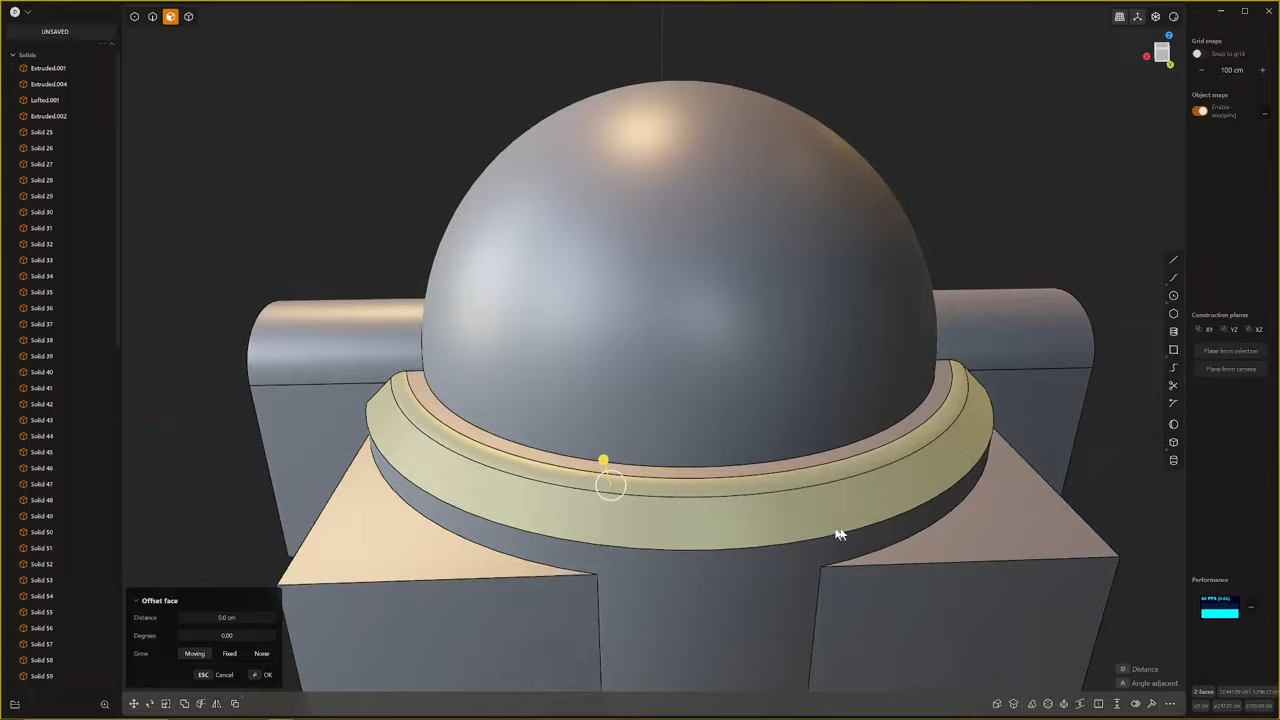 UNSAVED
Solids
Extruded.001
Extruded.004
Lofted.001
Extruded.002
Solid 25
Solid 26
Solid 27
Solid 28
Solid 29
Solid 30
Solid 31
Solid 32
Solid 33
Solid 34
Solid 35
Solid 36
Solid 37
Solid 38
Solid 39
Solid 40
Solid 41
Solid 42
Solid 43
Solid 44
Solid 45
Solid 46
Solid 47
Solid 48
Solid 49
Solid 50
Solid 51
Solid 52
Solid 53
Solid 54
Solid 55
Solid 56
Solid 57
Solid 58
Solid 59
Offset face
Distance 0.0 cm
Degrees 0.00
Grow Moving Fixed None
ESC Cancel OK
D Distance
A Angle adjacent
Z
X
Y
Grid snaps
Snap to grid
100 cm
Object snaps
Enable snapping
Construction planes
XY YZ XZ
Plane from selection
Plane from camera
Performance
2 faces